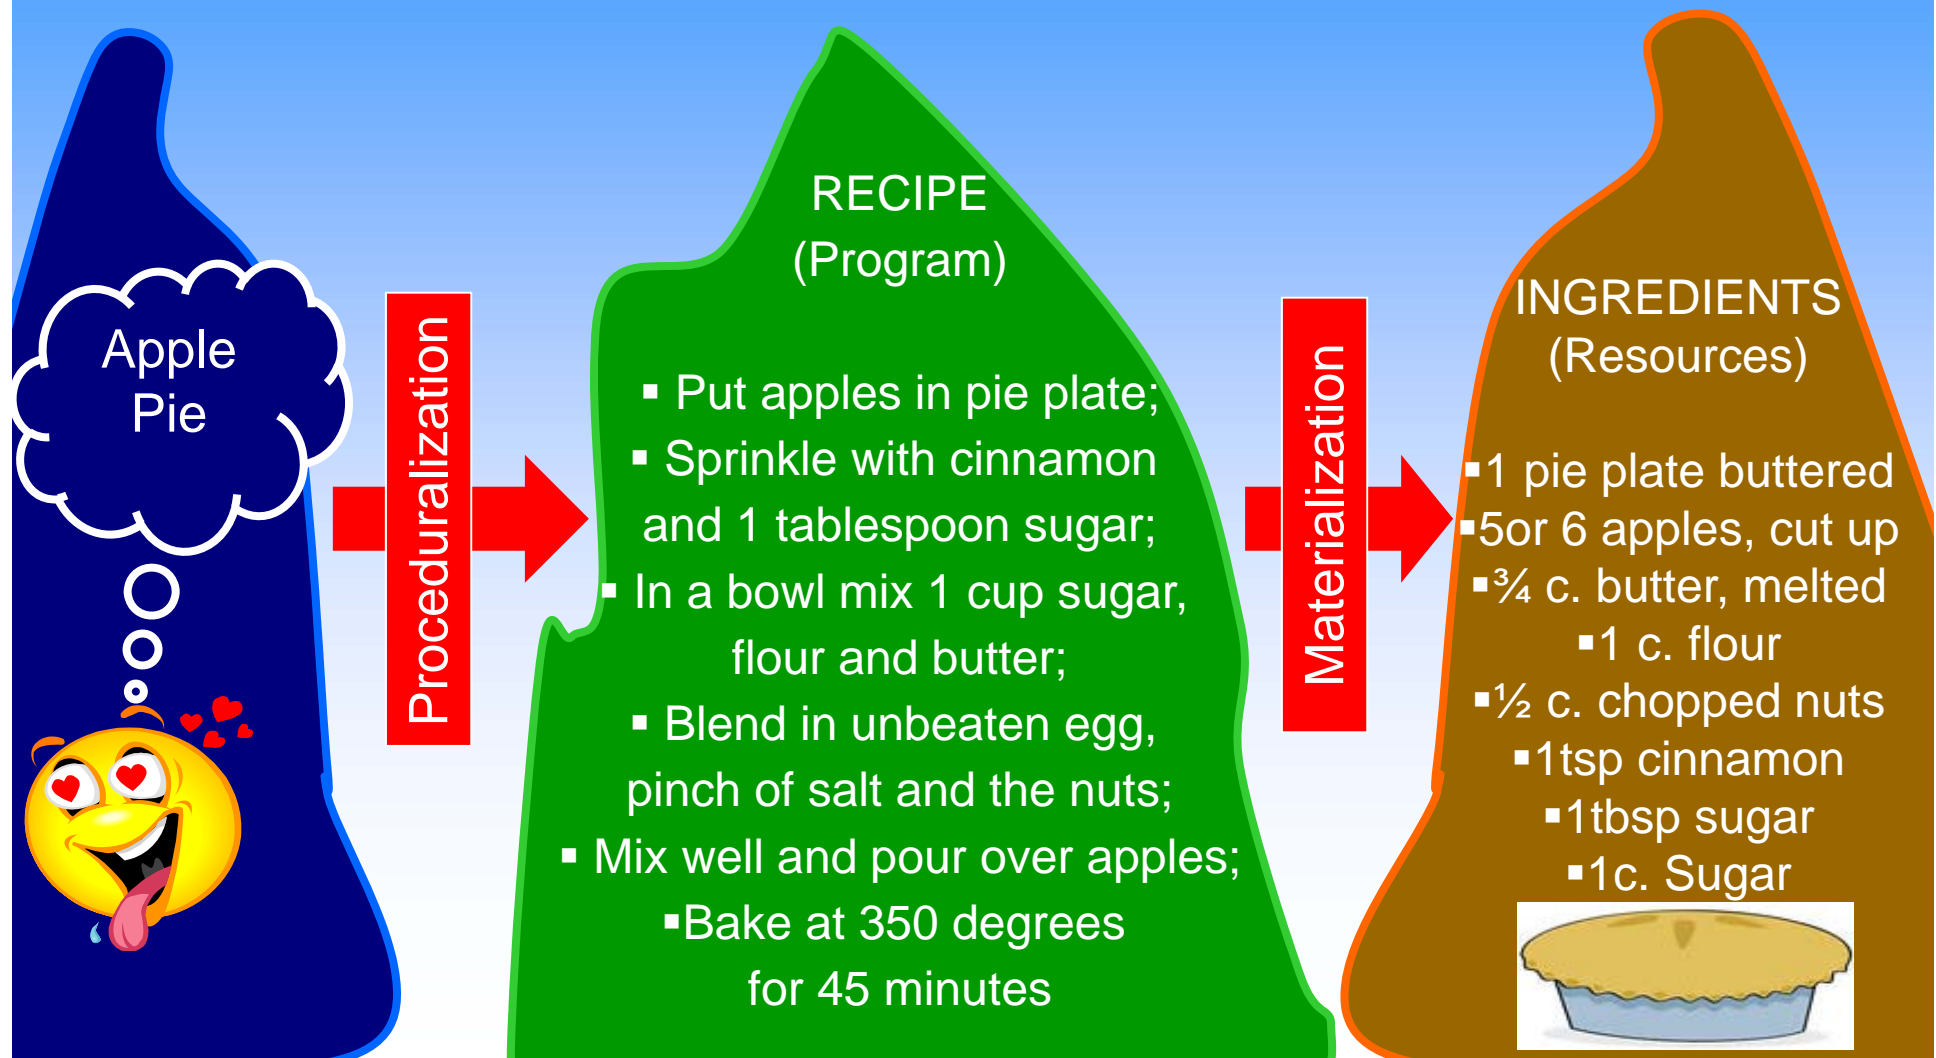 Apple
Pie
Proceduralization
RECIPE
(Program)
▪ Put apples in pie plate;
▪ Sprinkle with cinnamon
and 1 tablespoon sugar;
▪ In a bowl mix 1 cup sugar,
flour and butter;
▪ Blend in unbeaten egg,
pinch of salt and the nuts;
▪ Mix well and pour over apples;
▪Bake at 350 degrees
for 45 minutes
Materialization
INGREDIENTS
(Resources)
▪1 pie plate buttered
▪5or 6 apples, cut up
▪¾ c. butter, melted
▪1 c. flour
▪½ c. chopped nuts
▪1tsp cinnamon
▪1tbsp sugar
▪1c. Sugar